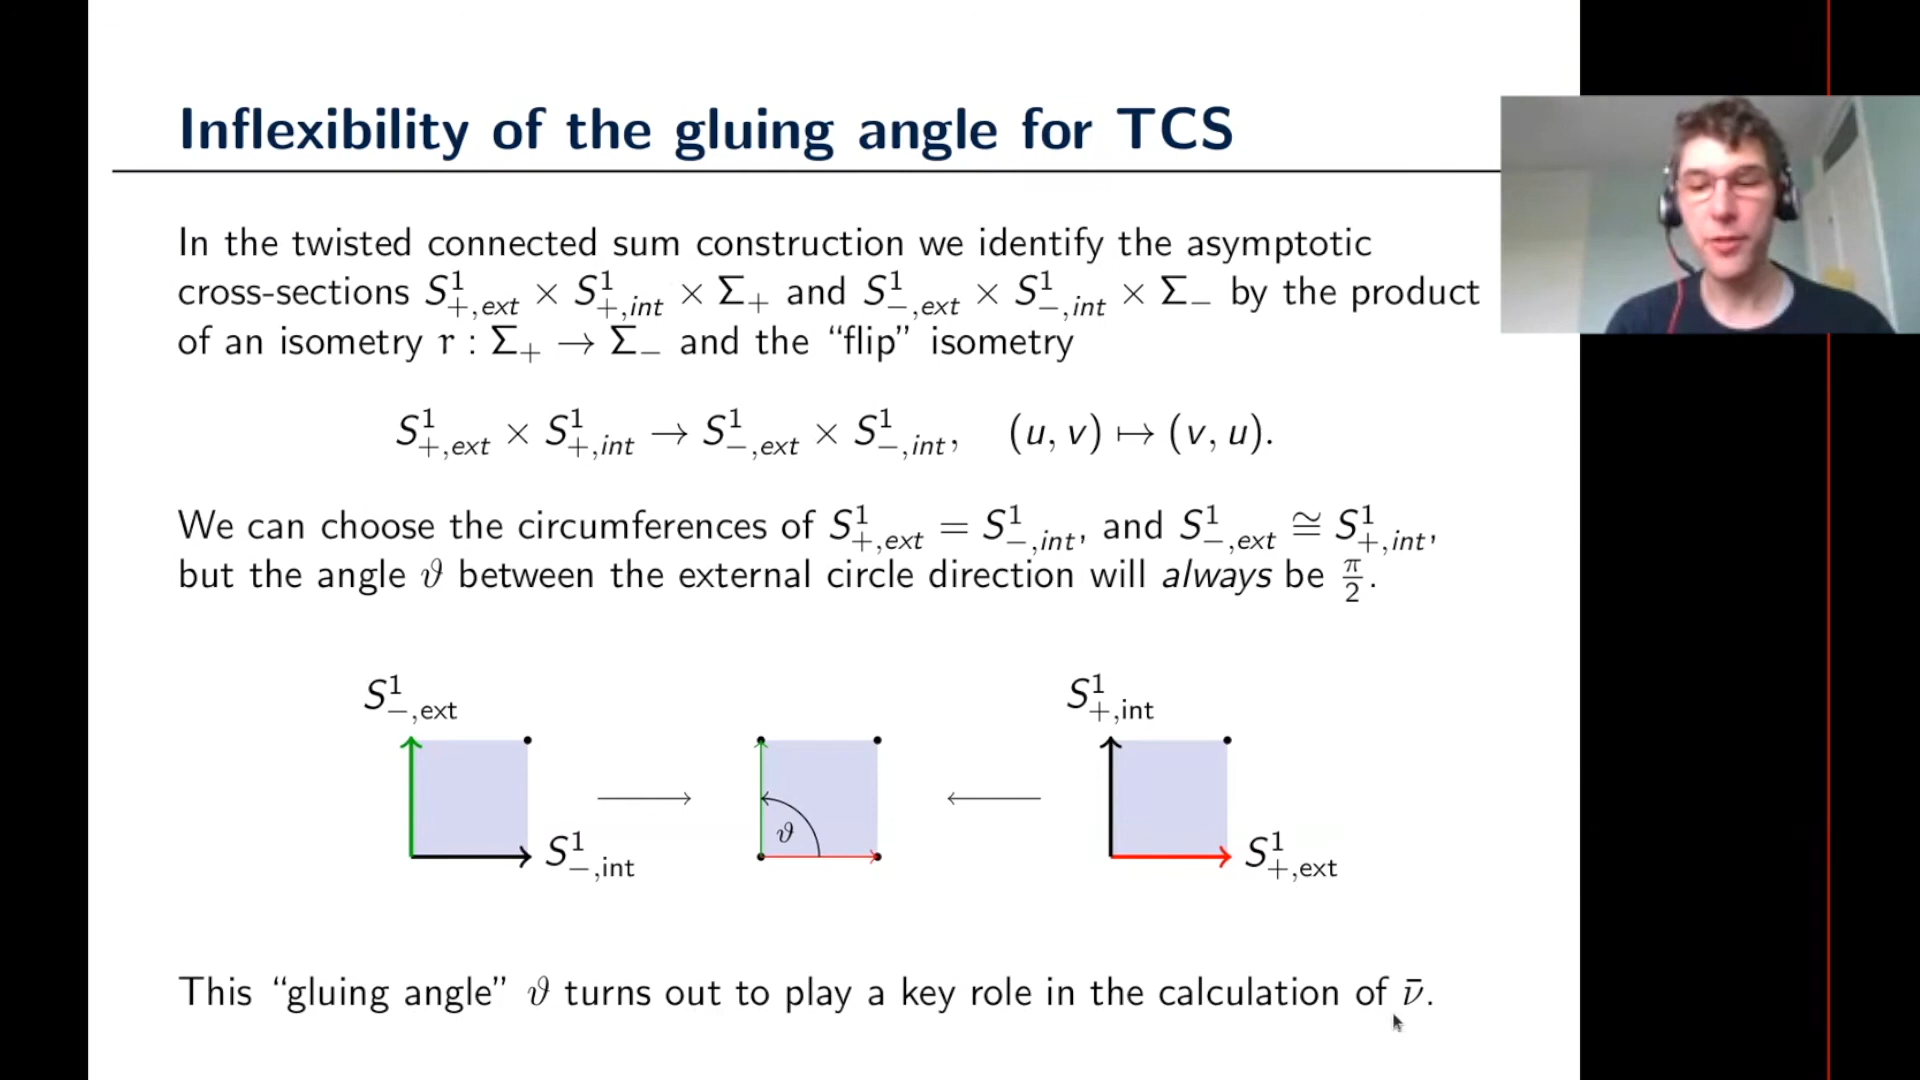 Inflexibility of the gluing angle for TCS
In the twisted connected sum construction we identify the asymptotic
cross-sections S¹₊,ext × S¹₊,int × Σ₊ and S¹₋,ext × S¹₋,int × Σ₋ by the product
of an isometry r : Σ₊ → Σ₋ and the “flip” isometry
S¹₊,ext × S¹₊,int → S¹₋,ext × S¹₋,int, (u, v) ↦ (v, u).
We can choose the circumferences of S¹₊,ext = S¹₋,int, and S¹₋,ext ≅ S¹₊,int,
but the angle ϑ between the external circle direction will always be π/2.
S¹₋,ext
S¹₊,int
ϑ
S¹₋,int
S¹₊,ext
This “gluing angle” ϑ turns out to play a key role in the calculation of ν̄.